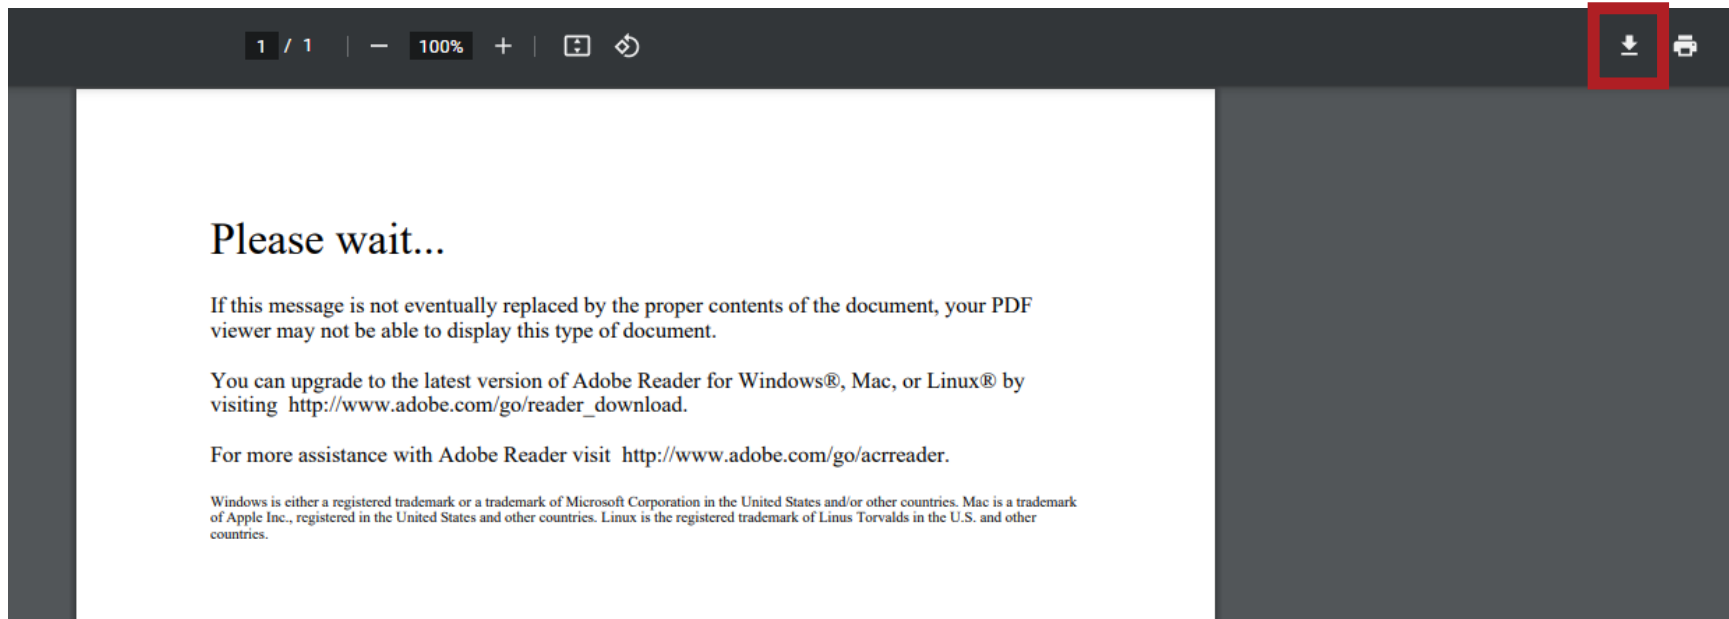 1 / 1 | − 100% + |
Please wait...
If this message is not eventually replaced by the proper contents of the document, your PDF
viewer may not be able to display this type of document.
You can upgrade to the latest version of Adobe Reader for Windows®, Mac, or Linux® by
visiting  http://www.adobe.com/go/reader_download.
For more assistance with Adobe Reader visit  http://www.adobe.com/go/acrreader.
Windows is either a registered trademark or a trademark of Microsoft Corporation in the United States and/or other countries. Mac is a trademark
of Apple Inc., registered in the United States and other countries. Linux is the registered trademark of Linus Torvalds in the U.S. and other
countries.